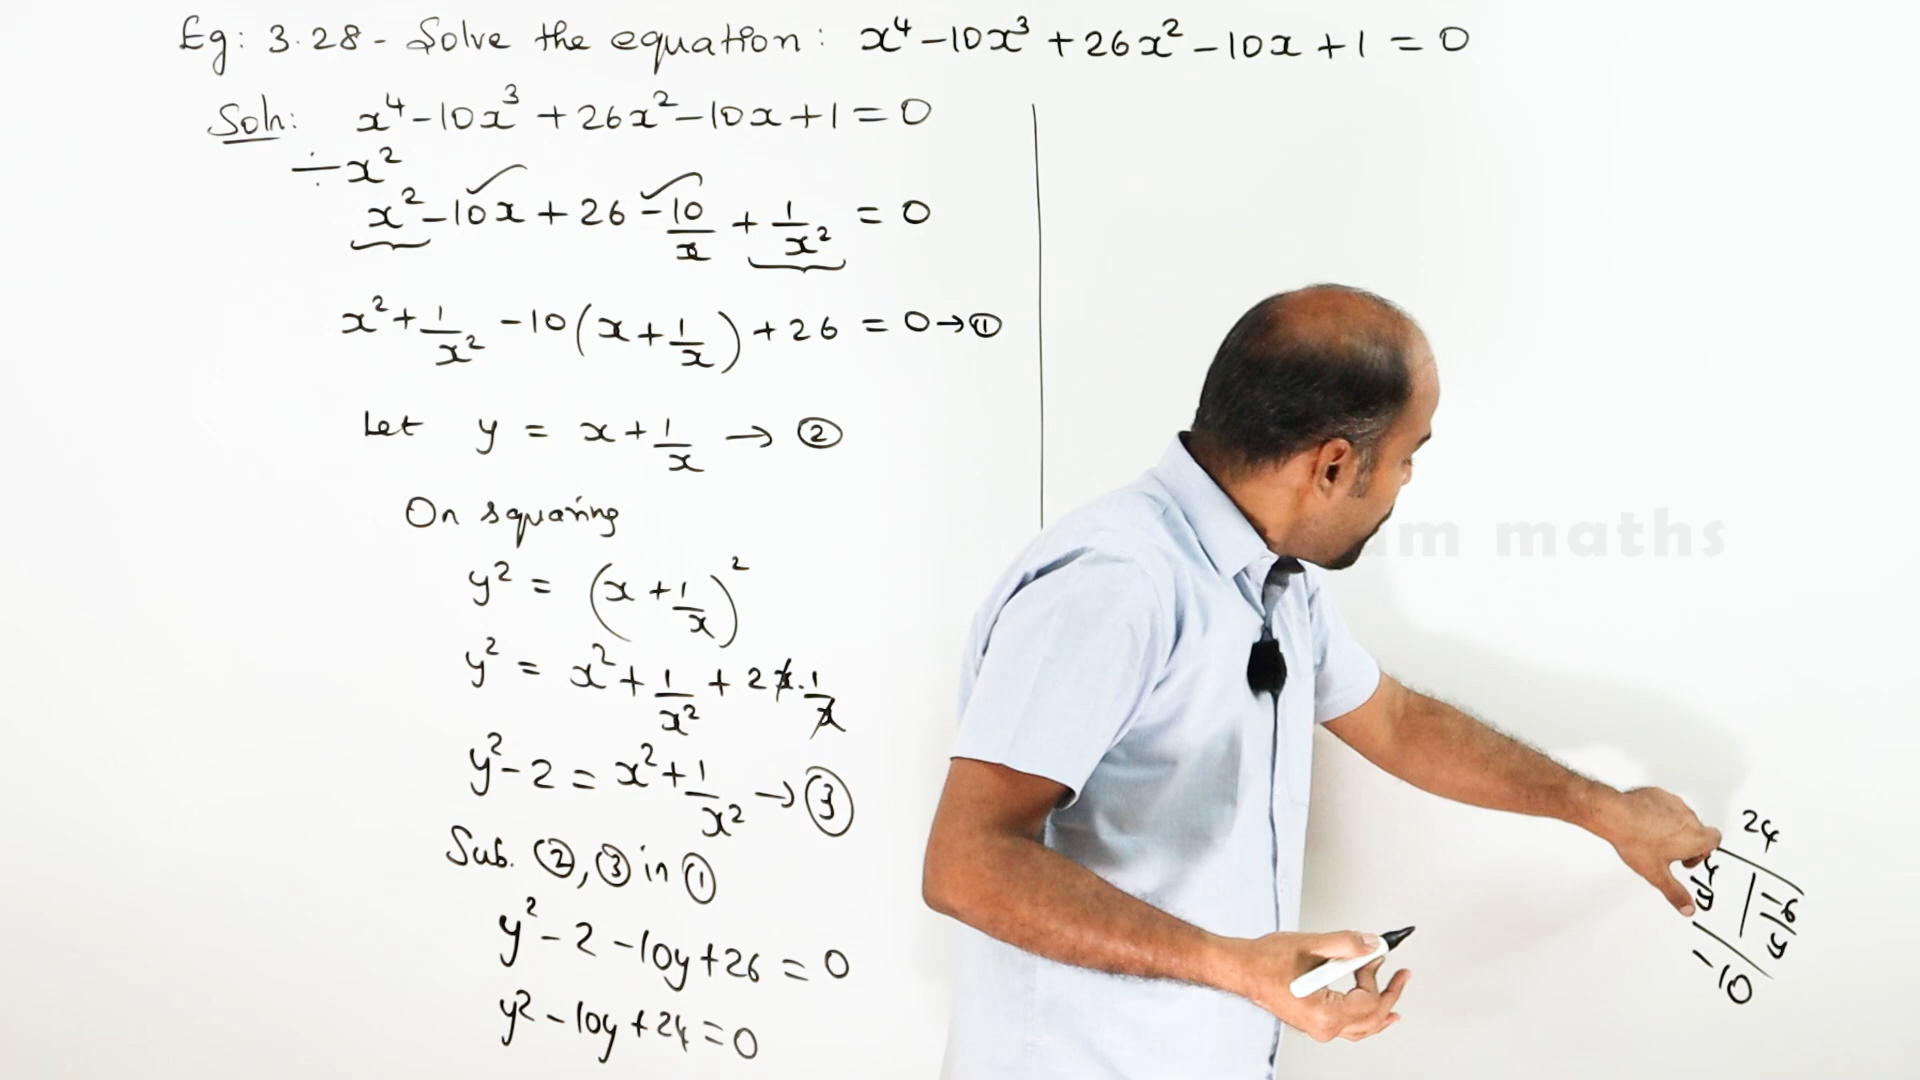 Eg: 3.28 - Solve the equation: x⁴ - 10x³ + 26x² - 10x + 1 = 0
Soln: x⁴ - 10x³ + 26x² - 10x + 1 = 0
÷ x²
x² - 10x + 26 - 10/x + 1/x² = 0
x² + 1/x² - 10(x + 1/x) + 26 = 0 → ①
Let y = x + 1/x → ②
On squaring
y² = (x + 1/x)²
y² = x² + 1/x² + 2x · 1/x
y² - 2 = x² + 1/x² → ③
Sub. ②, ③ in ①
y² - 2 - 10y + 26 = 0
y² - 10y + 24 = 0
24
-6/y
-10
maths